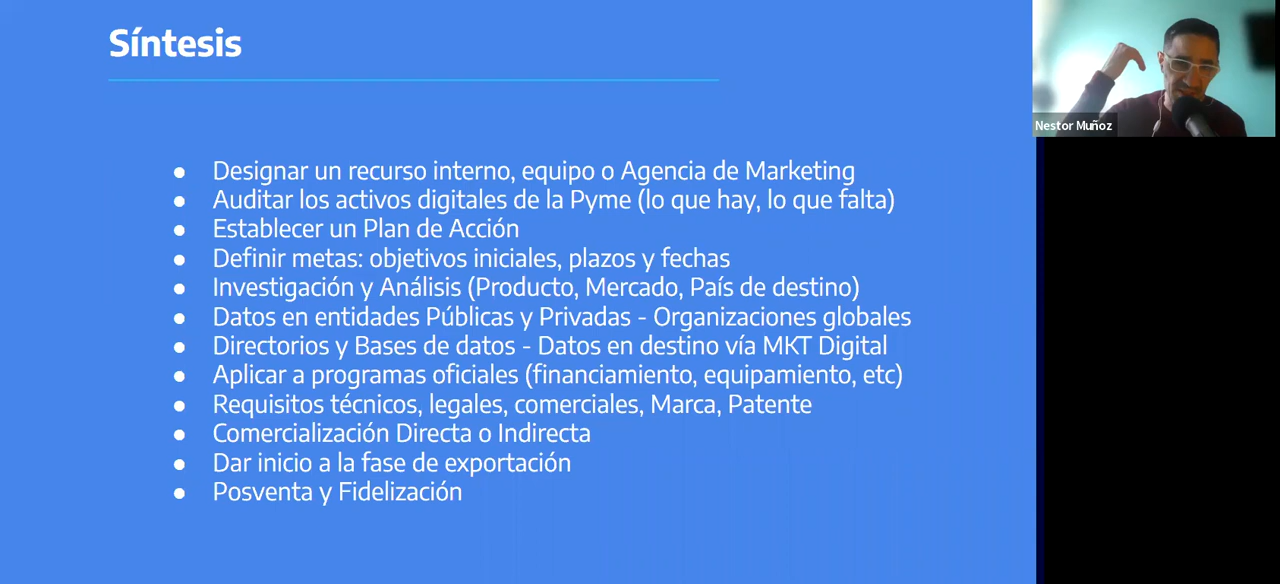 Síntesis
● Designar un recurso interno, equipo o Agencia de Marketing
● Auditar los activos digitales de la Pyme (lo que hay, lo que falta)
● Establecer un Plan de Acción
● Definir metas: objetivos iniciales, plazos y fechas
● Investigación y Análisis (Producto, Mercado, País de destino)
● Datos en entidades Públicas y Privadas - Organizaciones globales
● Directorios y Bases de datos - Datos en destino vía MKT Digital
● Aplicar a programas oficiales (financiamiento, equipamiento, etc)
● Requisitos técnicos, legales, comerciales, Marca, Patente
● Comercialización Directa o Indirecta
● Dar inicio a la fase de exportación
● Posventa y Fidelización
Nestor Muñoz